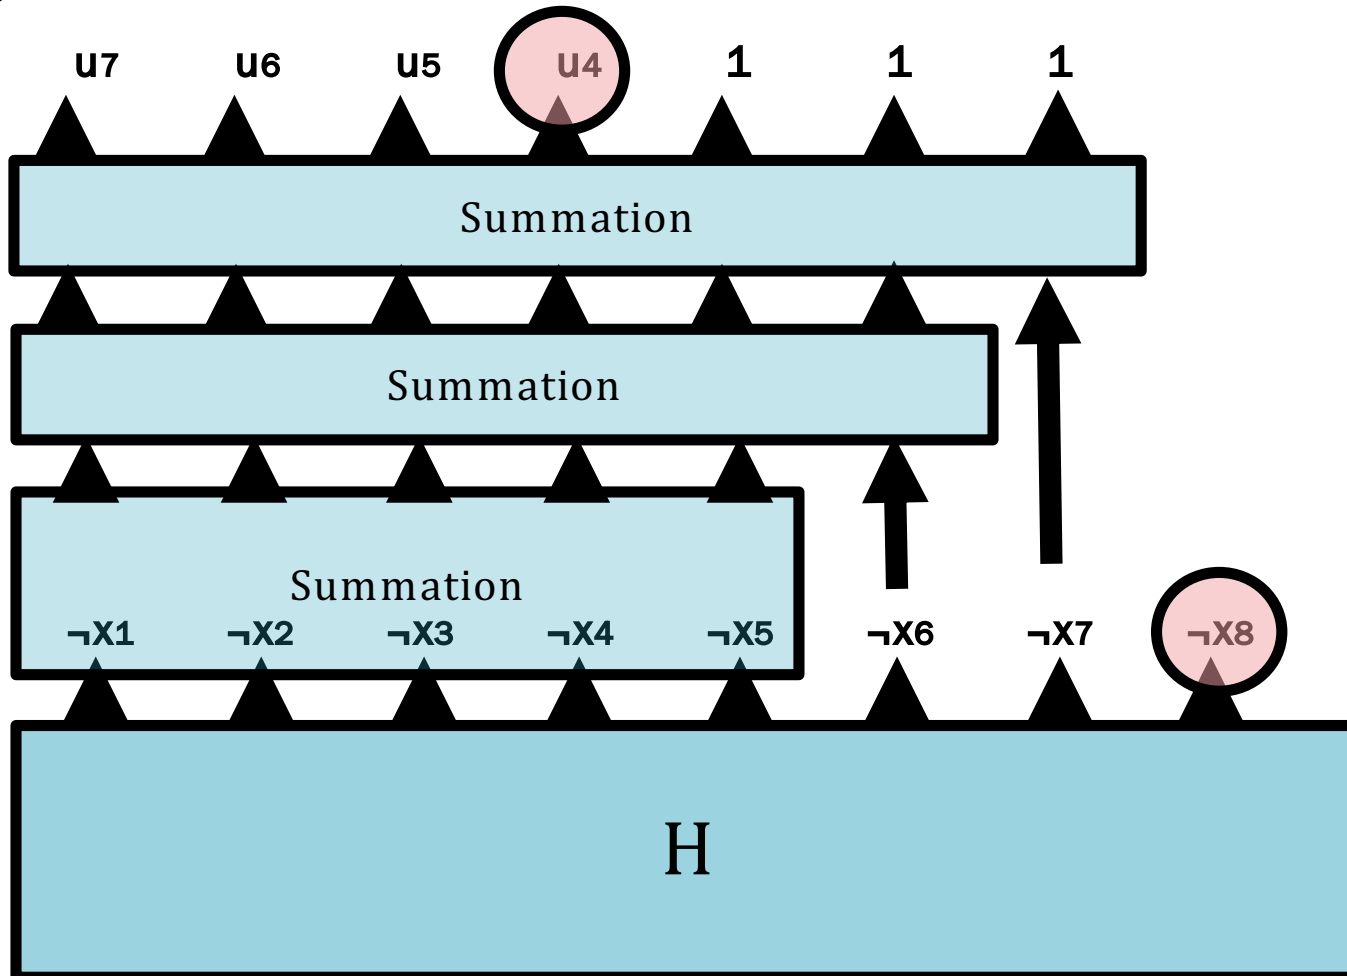 u7 u6 u5 u4 1 1 1
Summation
Summation
Summation
¬X1 ¬X2 ¬X3 ¬X4 ¬X5 ¬X6 ¬X7 ¬X8
H